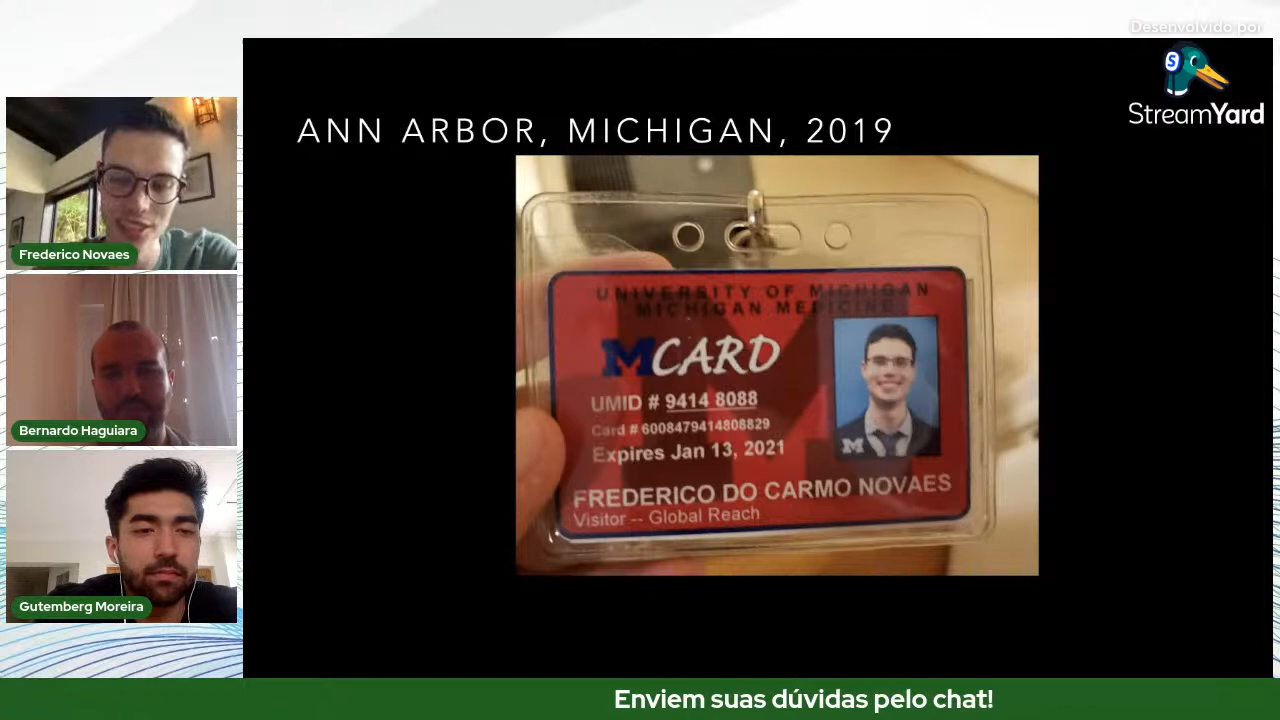 Desenvolvido por
StreamYard
ANN ARBOR, MICHIGAN, 2019
UNIVERSITY OF MICHIGAN
MICHIGAN MEDICINE
MCARD
UMID # 9414 8088
Card # 6008479414808829
Expires Jan 13, 2021
FREDERICO DO CARMO NOVAES
Visitor -- Global Reach
M
Frederico Novaes
Bernardo Haguiara
Gutemberg Moreira
Enviem suas dúvidas pelo chat!